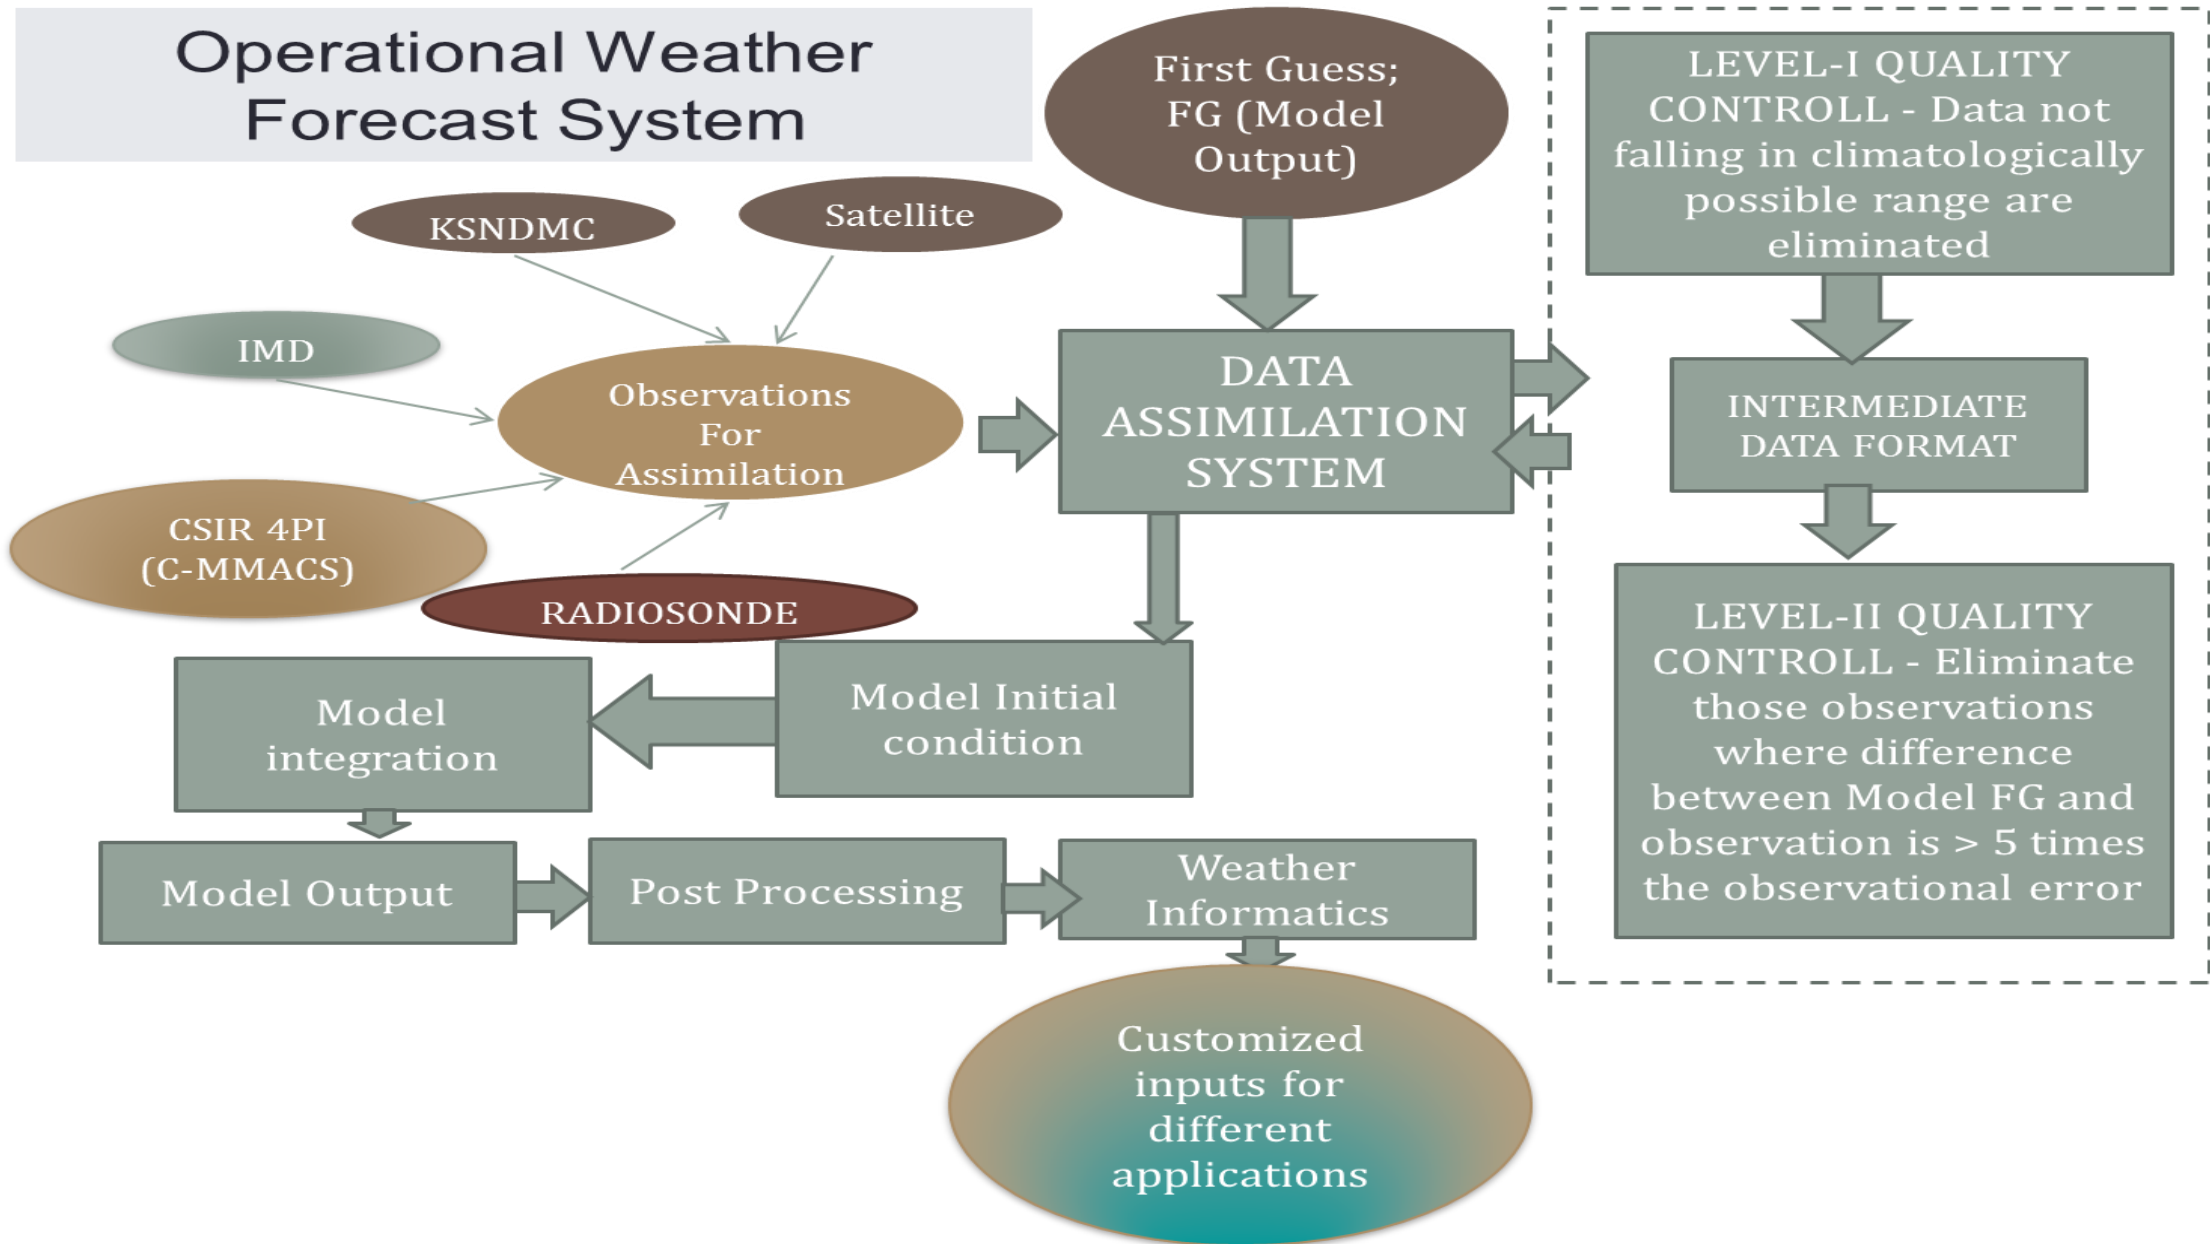 Operational Weather
Forecast System
First Guess;
FG (Model
Output)
KSNDMC
Satellite
IMD
Observations
For
Assimilation
CSIR 4PI
(C-MMACS)
RADIOSONDE
DATA
ASSIMILATION
SYSTEM
LEVEL-I QUALITY
CONTROLL - Data not
falling in climatologically
possible range are
eliminated
INTERMEDIATE
DATA FORMAT
LEVEL-II QUALITY
CONTROLL - Eliminate
those observations
where difference
between Model FG and
observation is > 5 times
the observational error
Model Initial
condition
Model
integration
Model Output
Post Processing
Weather
Informatics
Customized
inputs for
different
applications